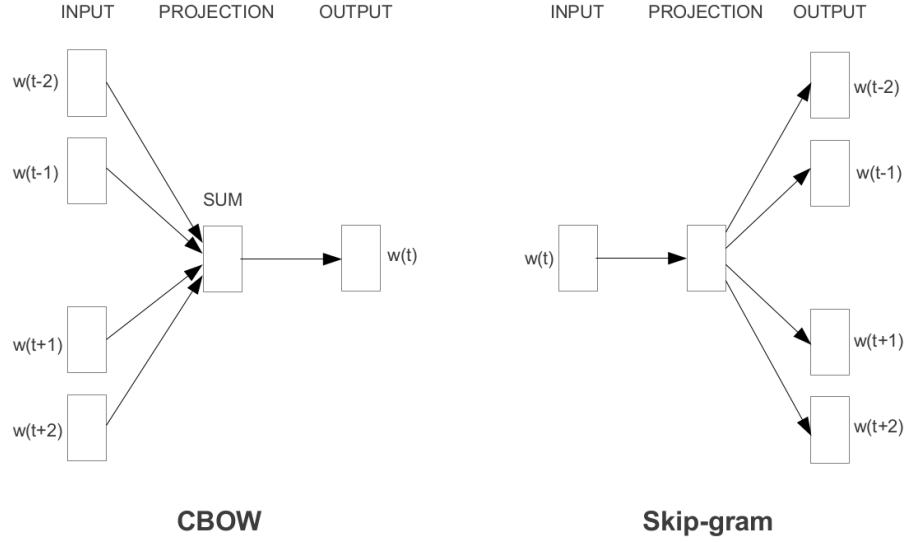 INPUT PROJECTION OUTPUT
w(t-2)
w(t-1)
SUM
w(t)
w(t+1)
w(t+2)
CBOW
INPUT PROJECTION OUTPUT
w(t-2)
w(t-1)
w(t)
w(t+1)
w(t+2)
Skip-gram